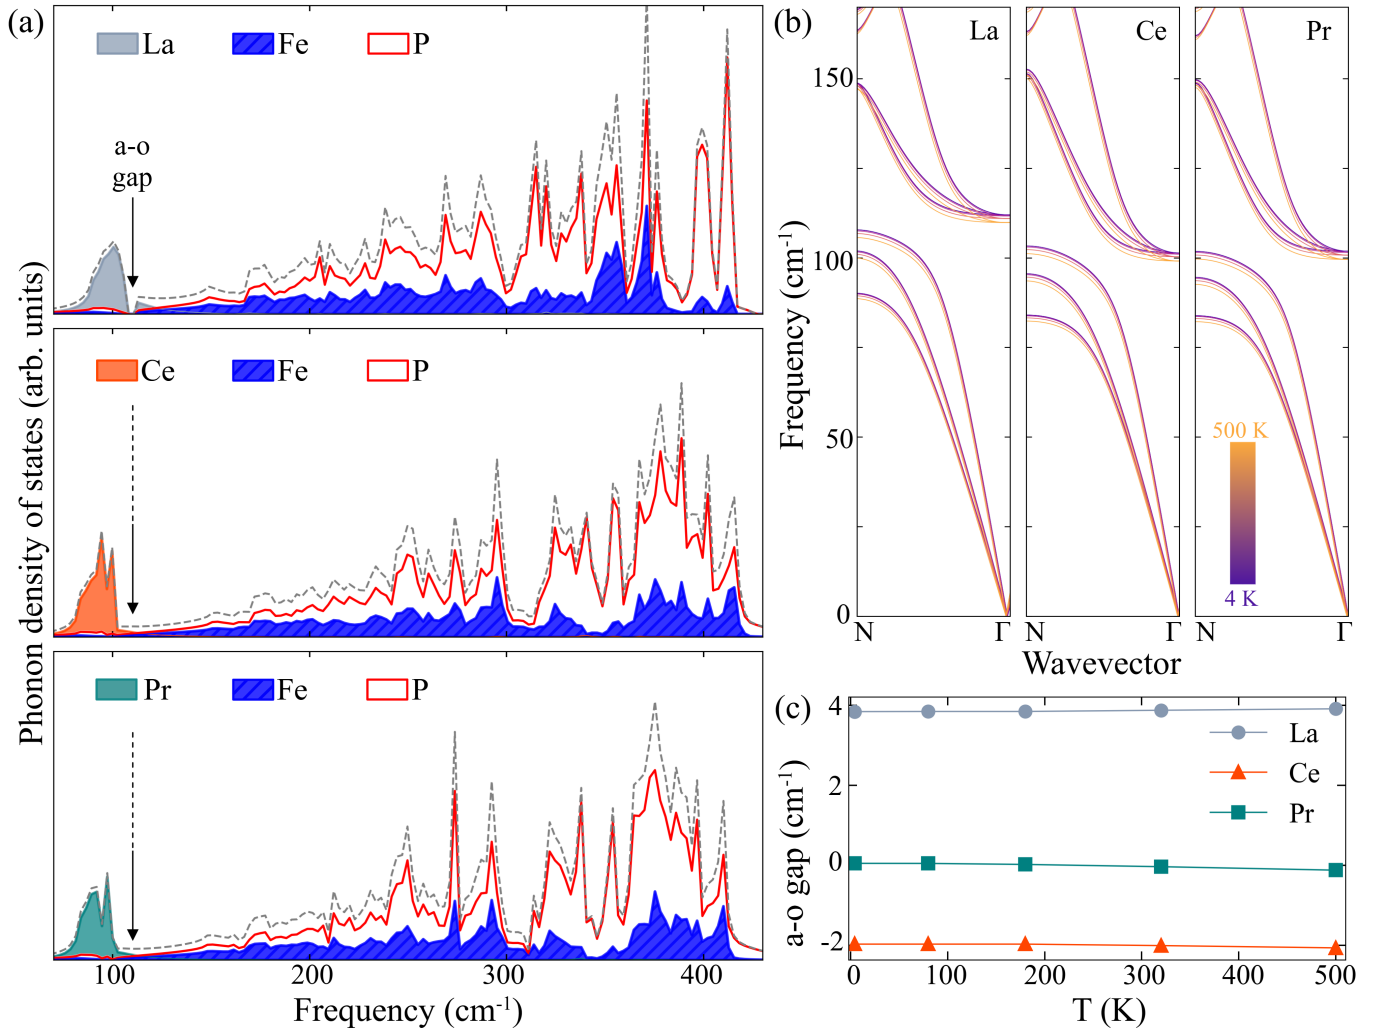 (a)
La
Fe
P
a-o
gap
Ce
Fe
P
Pr
Fe
P
Phonon density of states (arb. units)
100
200
300
400
Frequency (cm-1)
(b)
La
Ce
Pr
150
100
50
0
Frequency (cm-1)
500 K
4 K
N
Γ
N
Γ
N
Γ
Wavevector
(c)
4
2
0
-2
a-o gap (cm-1)
La
Ce
Pr
0
100
200
300
400
500
T (K)